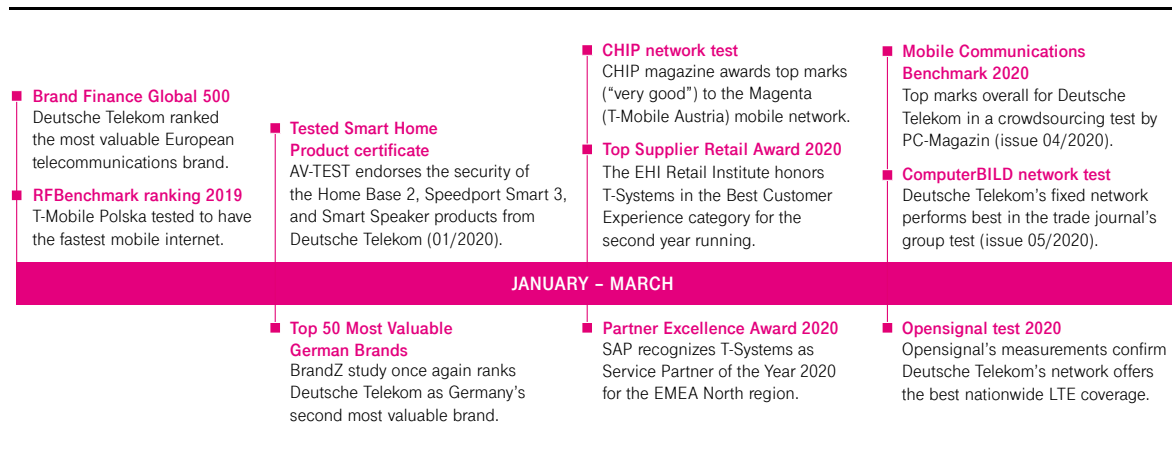 Brand Finance Global 500
Deutsche Telekom ranked
the most valuable European
telecommunications brand.
RFBenchmark ranking 2019
T-Mobile Polska tested to have
the fastest mobile internet.
Tested Smart Home
Product certificate
AV-TEST endorses the security of
the Home Base 2, Speedport Smart 3,
and Smart Speaker products from
Deutsche Telekom (01/2020).
CHIP network test
CHIP magazine awards top marks
(“very good”) to the Magenta
(T-Mobile Austria) mobile network.
Top Supplier Retail Award 2020
The EHI Retail Institute honors
T-Systems in the Best Customer
Experience category for the
second year running.
Mobile Communications
Benchmark 2020
Top marks overall for Deutsche
Telekom in a crowdsourcing test by
PC-Magazin (issue 04/2020).
ComputerBILD network test
Deutsche Telekom’s fixed network
performs best in the trade journal’s
group test (issue 05/2020).
JANUARY – MARCH
Top 50 Most Valuable
German Brands
BrandZ study once again ranks
Deutsche Telekom as Germany’s
second most valuable brand.
Partner Excellence Award 2020
SAP recognizes T-Systems as
Service Partner of the Year 2020
for the EMEA North region.
Opensignal test 2020
Opensignal’s measurements confirm
Deutsche Telekom’s network offers
the best nationwide LTE coverage.